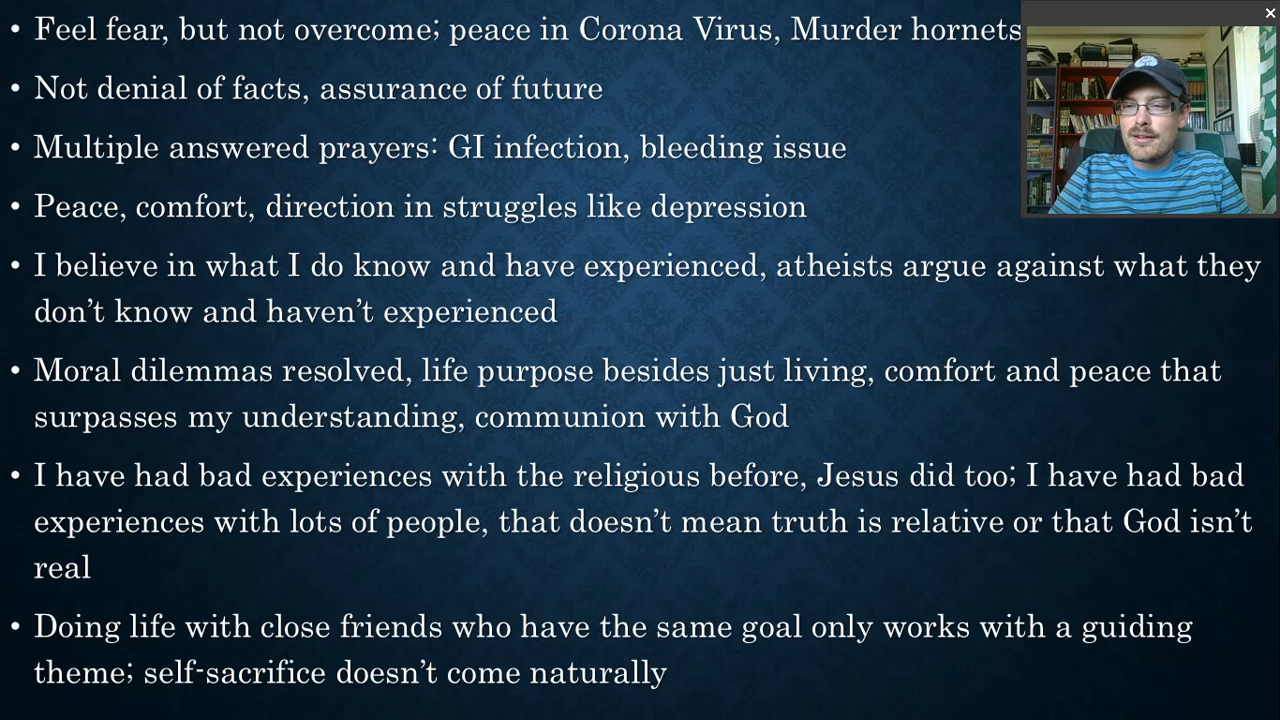 • Feel fear, but not overcome; peace in Corona Virus, Murder hornets
• Not denial of facts, assurance of future
• Multiple answered prayers: GI infection, bleeding issue
• Peace, comfort, direction in struggles like depression
• I believe in what I do know and have experienced, atheists argue against what they
don’t know and haven’t experienced
• Moral dilemmas resolved, life purpose besides just living, comfort and peace that
surpasses my understanding, communion with God
• I have had bad experiences with the religious before, Jesus did too; I have had bad
experiences with lots of people, that doesn’t mean truth is relative or that God isn’t
real
• Doing life with close friends who have the same goal only works with a guiding
theme; self-sacrifice doesn’t come naturally